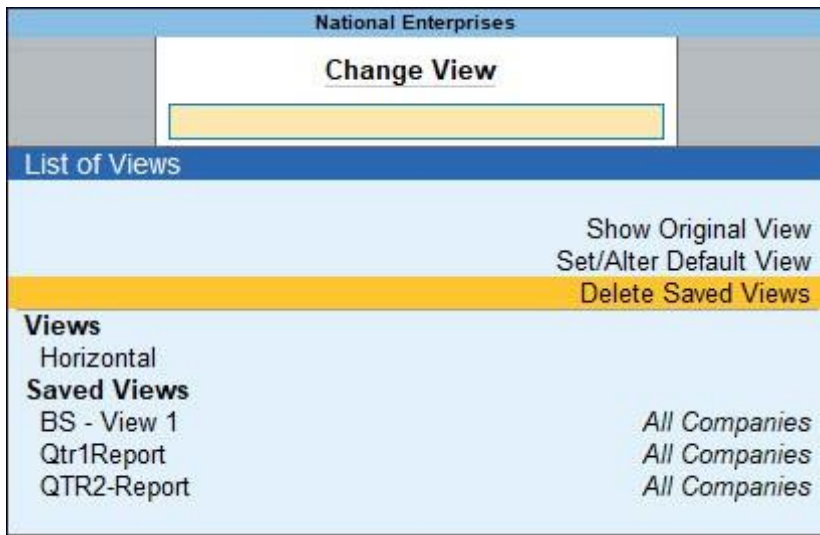 National Enterprises
Change View
List of Views
Show Original View
Set/Alter Default View
Delete Saved Views
Views
Horizontal
Saved Views
BS - View 1 All Companies
Qtr1Report All Companies
QTR2-Report All Companies